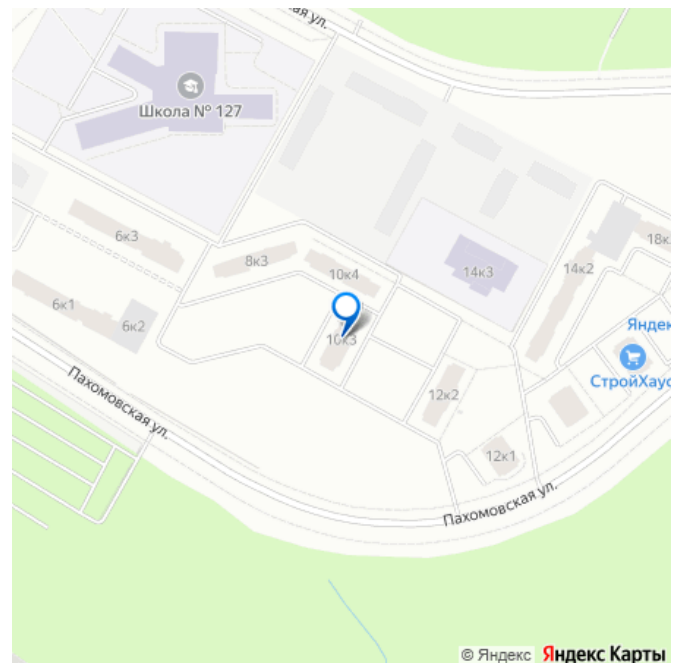 ая ул.
Школа № 127
6к3
8к3
10к4
14к3
14к2
18к
6к1
6к2
10к3
Яндек
СтройХаус
12к2
Пахомовская ул.
12к1
Пахомовская ул.
© Яндекс Яндекс Карты